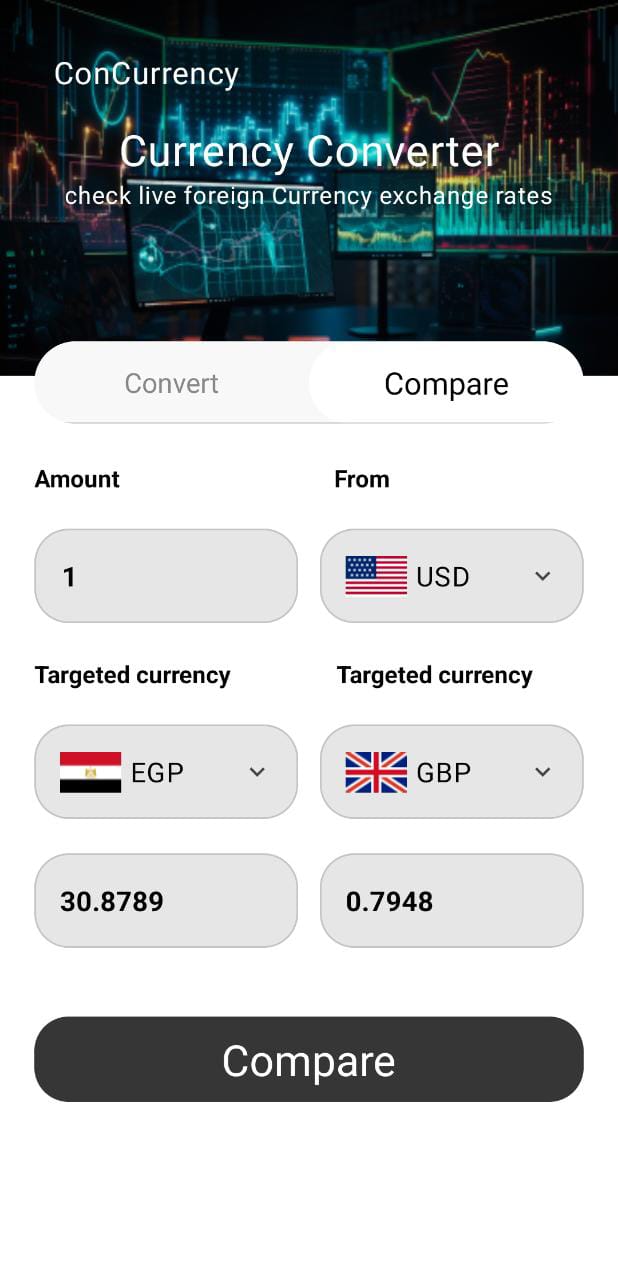 ConCurrency
Currency Converter
check live foreign Currency exchange rates
Convert Compare
Amount From
1 USD
Targeted currency Targeted currency
EGP GBP
30.8789 0.7948
Compare